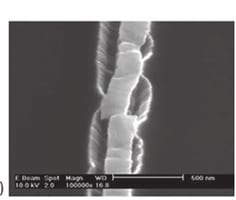 E Beam Spot Magn WD 500 nm
10.0 kV 2.0 100000x 16.8
)